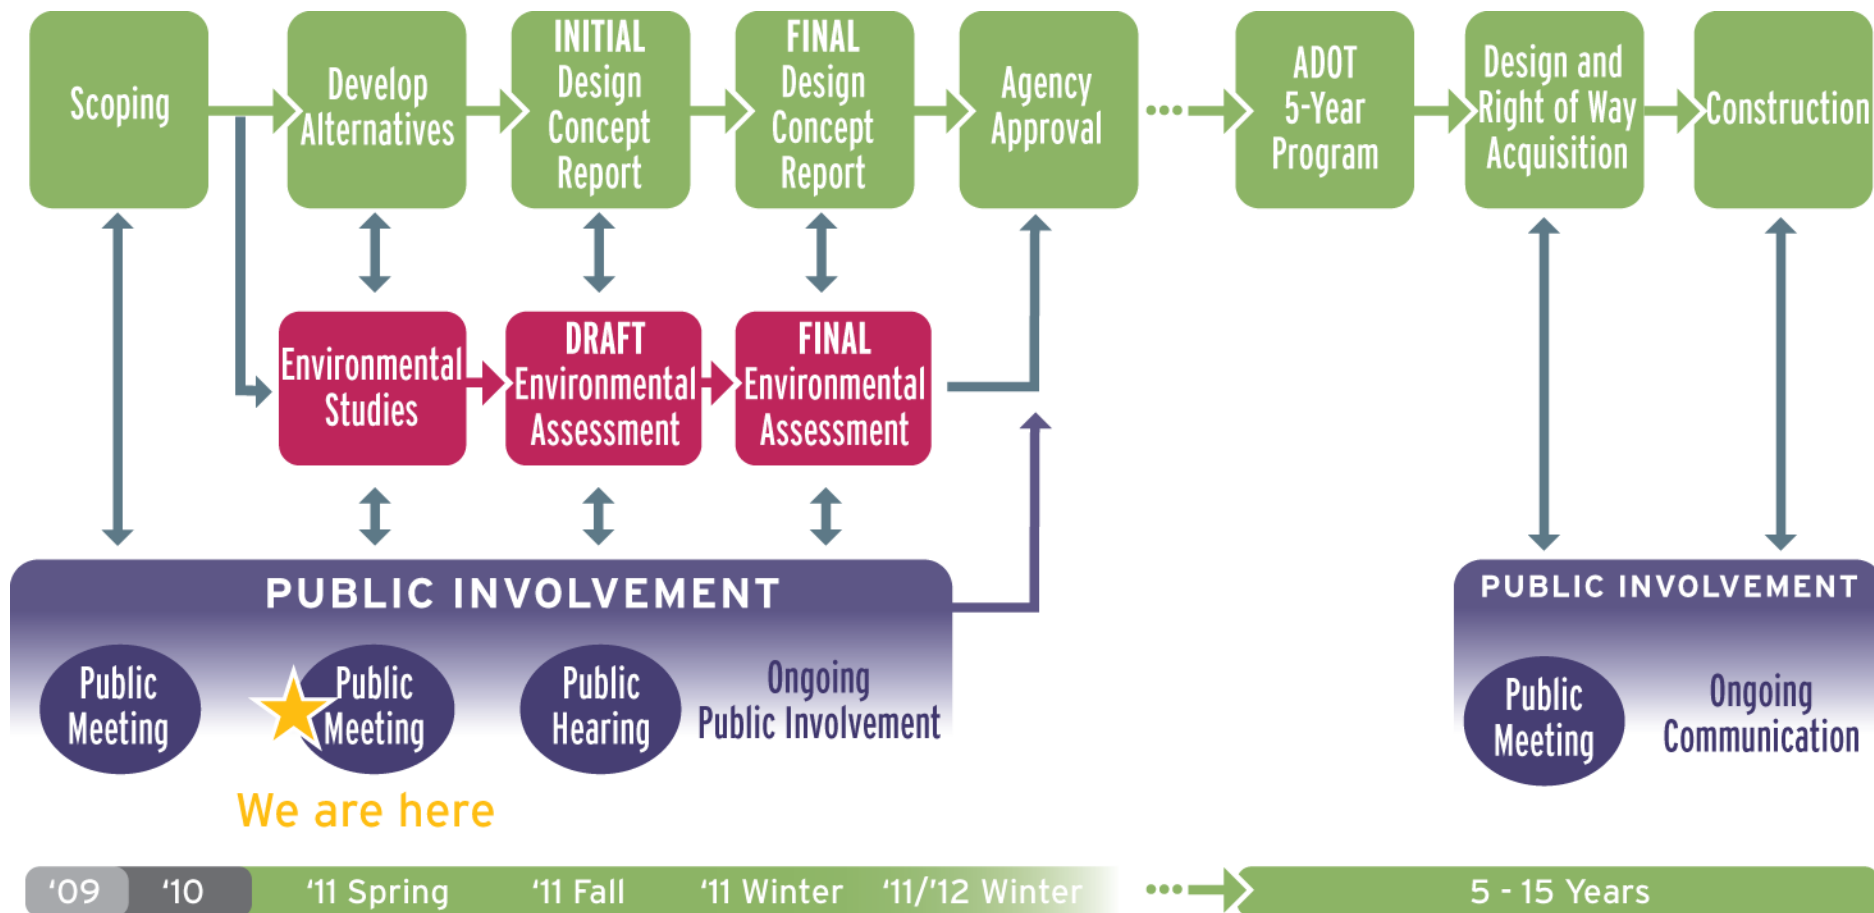 Scoping
Develop
Alternatives
INITIAL
Design
Concept
Report
FINAL
Design
Concept
Report
Agency
Approval
ADOT
5-Year
Program
Design and
Right of Way
Acquisition
Construction
Environmental
Studies
DRAFT
Environmental
Assessment
FINAL
Environmental
Assessment
PUBLIC INVOLVEMENT
Public
Meeting
Public
Meeting
Public
Hearing
Ongoing
Public Involvement
We are here
PUBLIC INVOLVEMENT
Public
Meeting
Ongoing
Communication
‘09
‘10
‘11 Spring
‘11 Fall
‘11 Winter
‘11/’12 Winter
5 - 15 Years